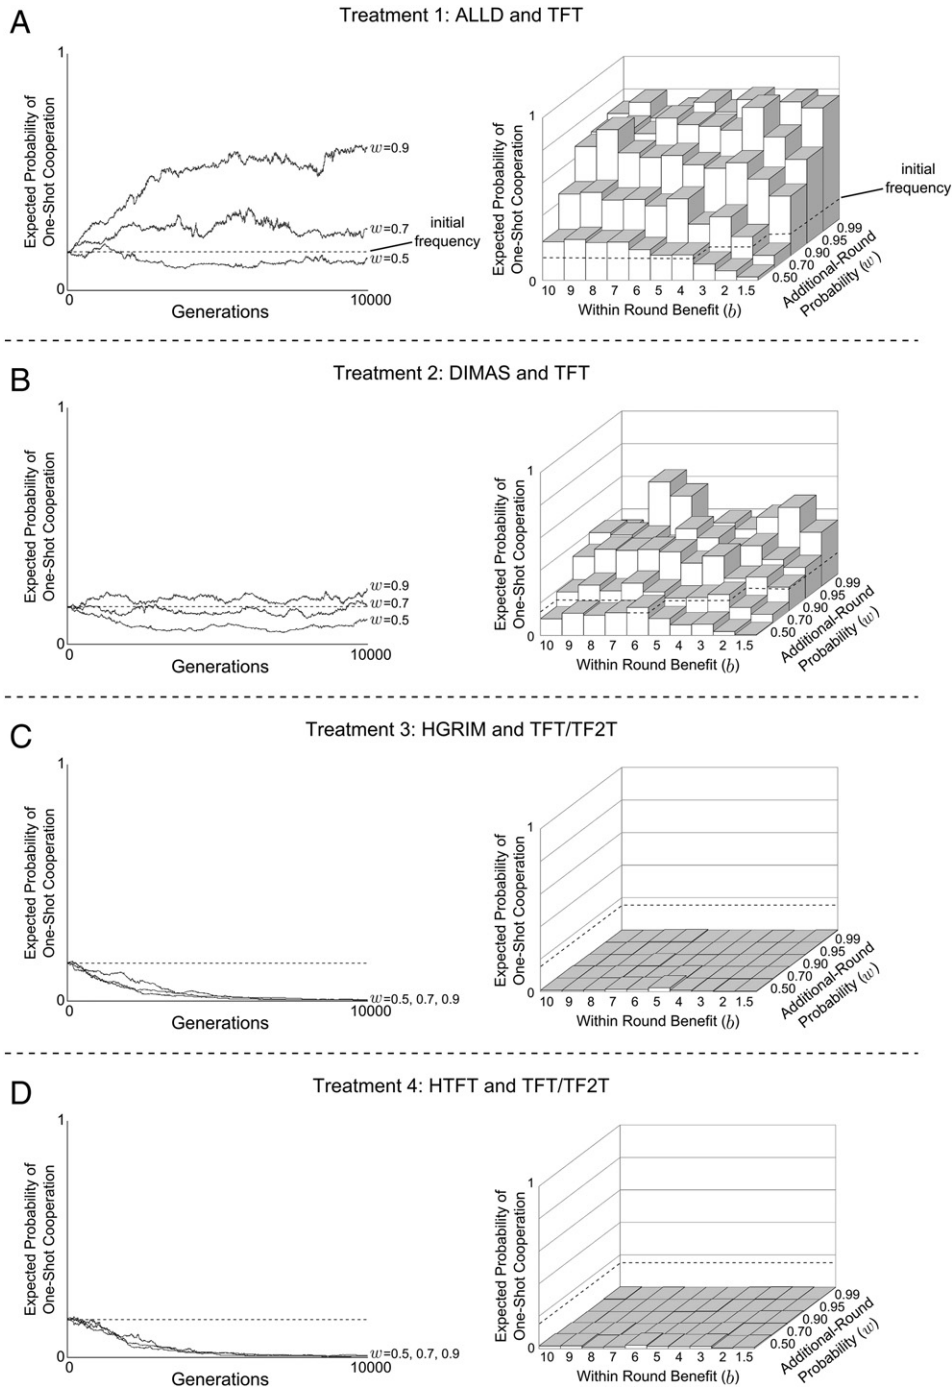 A
Treatment 1: ALLD and TFT
Expected Probability of
One-Shot Cooperation
1
0
w=0.9
w=0.7
initial
frequency
w=0.5
0
10000
Generations
Expected Probability of
One-Shot Cooperation
1
0
initial
frequency
10 9 8 7 6 5 4 3 2 1.5
Within Round Benefit (b)
0.50 0.70 0.90 0.95 0.99
Additional-Round
Probability (w)
B
Treatment 2: DIMAS and TFT
Expected Probability of
One-Shot Cooperation
1
0
w=0.9
w=0.7
w=0.5
0
10000
Generations
Expected Probability of
One-Shot Cooperation
1
0
10 9 8 7 6 5 4 3 2 1.5
Within Round Benefit (b)
0.50 0.70 0.90 0.95 0.99
Additional-Round
Probability (w)
C
Treatment 3: HGRIM and TFT/TF2T
Expected Probability of
One-Shot Cooperation
1
0
w=0.5, 0.7, 0.9
0
10000
Generations
Expected Probability of
One-Shot Cooperation
1
0
10 9 8 7 6 5 4 3 2 1.5
Within Round Benefit (b)
0.50 0.70 0.90 0.95 0.99
Additional-Round
Probability (w)
D
Treatment 4: HTFT and TFT/TF2T
Expected Probability of
One-Shot Cooperation
1
0
w=0.5, 0.7, 0.9
0
10000
Generations
Expected Probability of
One-Shot Cooperation
1
0
10 9 8 7 6 5 4 3 2 1.5
Within Round Benefit (b)
0.50 0.70 0.90 0.95 0.99
Additional-Round
Probability (w)